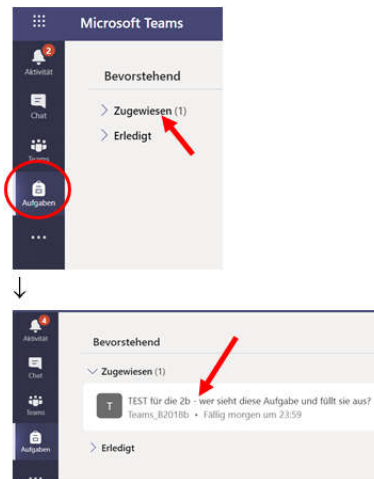 Microsoft Teams
2
Aktivität
Bevorstehend
Zugewiesen (1)
Chat
Erledigt
Teams
Aufgaben
4
Aktivität
Bevorstehend
Chat
Zugewiesen (1)
T
TEST für die 2b - wer sieht diese Aufgabe und füllt sie aus?
Teams_B2018b • Fällig morgen um 23:59
Teams
Aufgaben
Erledigt